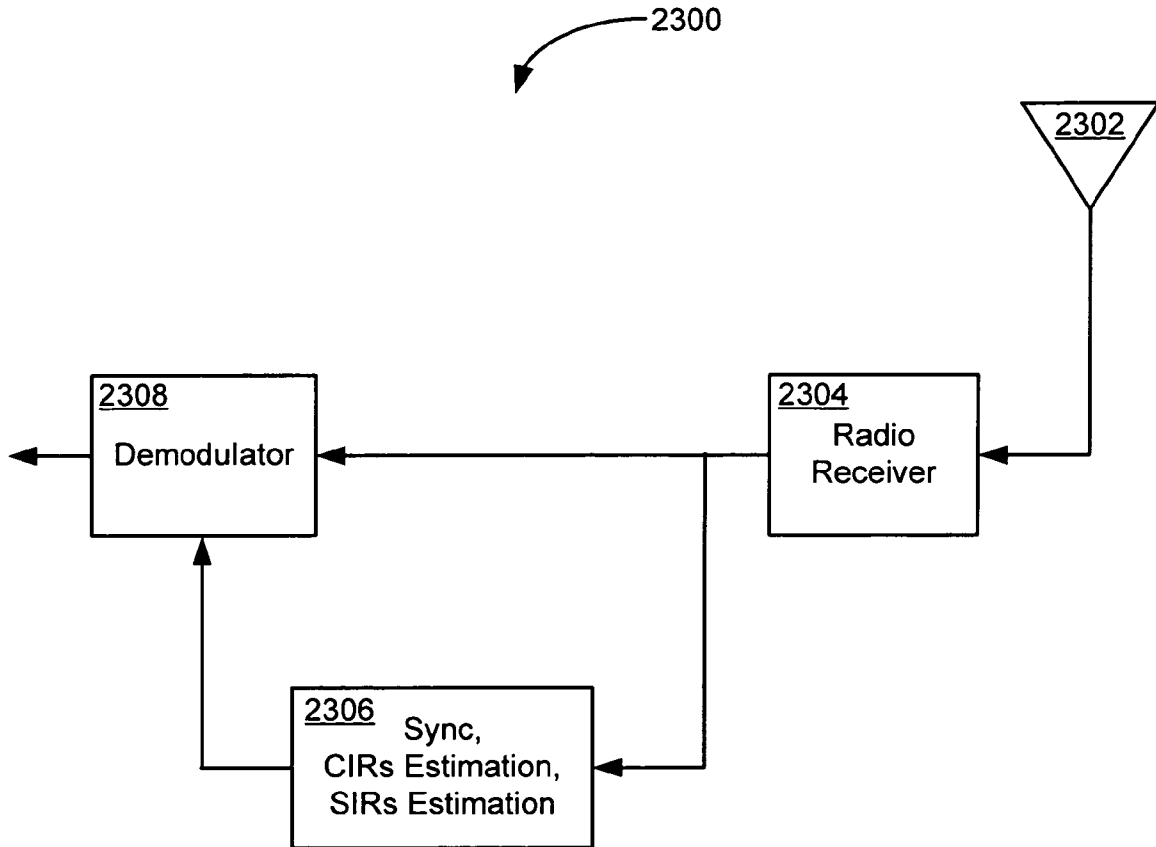 2300
2302
2308
Demodulator
2304
Radio
Receiver
2306
Sync,
CIRs Estimation,
SIRs Estimation